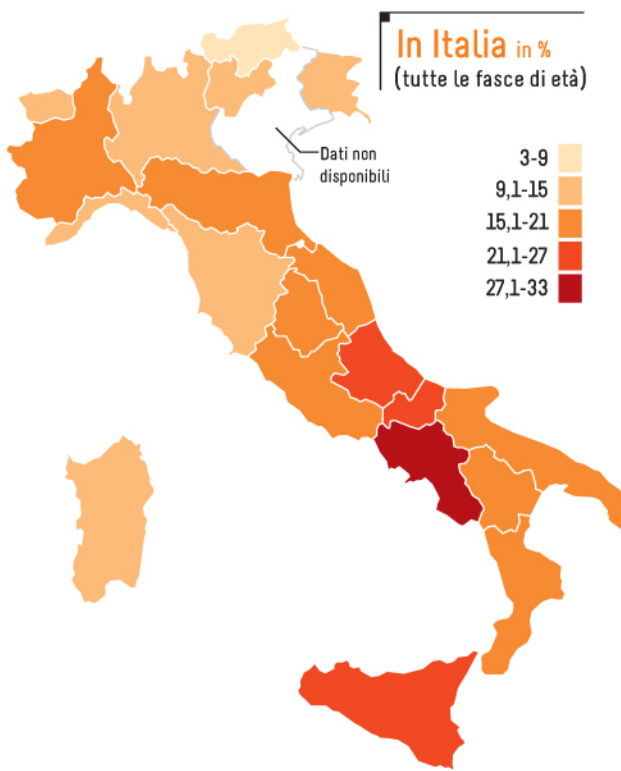 In Italia in %
(tutte le fasce di età)
Dati non
disponibili
3-9
9,1-15
15,1-21
21,1-27
27,1-33